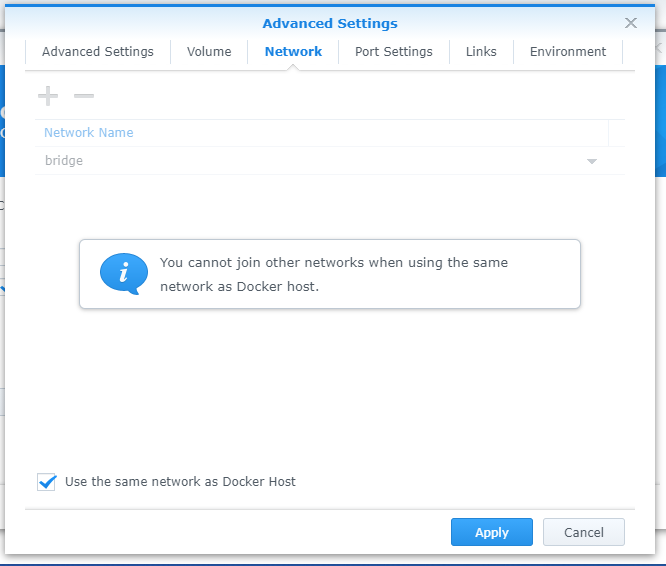 Advanced Settings
Advanced Settings Volume Network Port Settings Links Environment
Network Name
bridge
You cannot join other networks when using the same
network as Docker host.
Use the same network as Docker Host
Apply Cancel